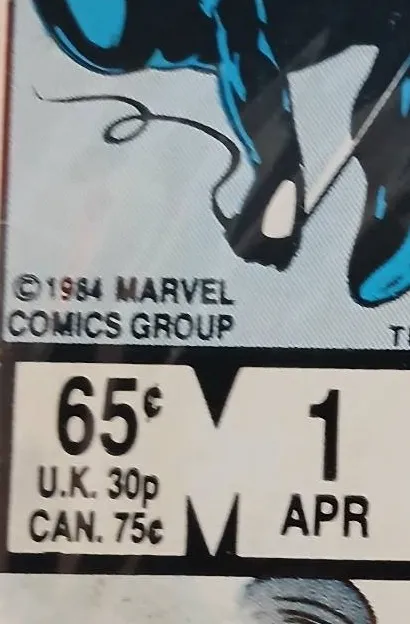 © 1984 MARVEL
COMICS GROUP
65¢
U.K. 30p
CAN. 75¢
M
1
APR